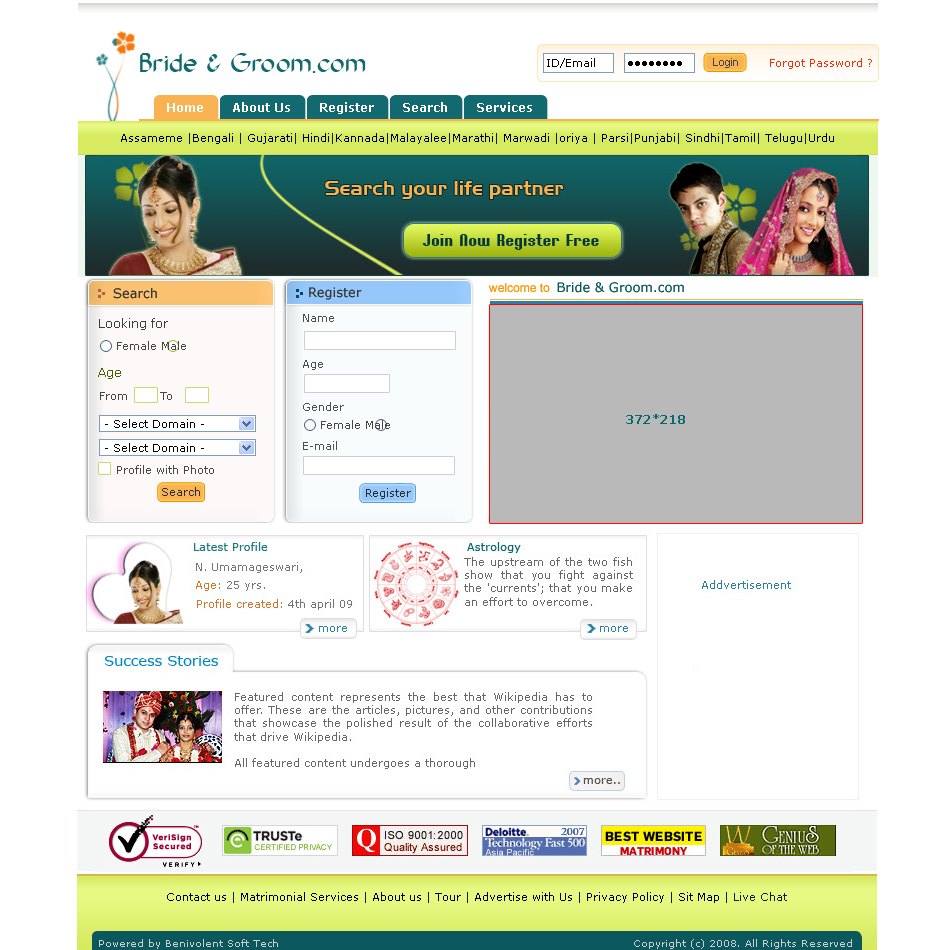 Bride & Groom.com
ID/Email ●●●●●●●● Login Forgot Password ?
Home About Us Register Search Services
Assameme |Bengali | Gujarati| Hindi|Kannada|Malayalee|Marathi| Marwadi |oriya | Parsi|Punjabi| Sindhi|Tamil| Telugu|Urdu
Search your life partner
Join Now Register Free
Search
Looking for
Female Male
Age
From To
- Select Domain -
- Select Domain -
Profile with Photo
Search
Register
Name
Age
Gender
Female Male
E-mail
Register
welcome to Bride & Groom.com
372*218
Latest Profile
N. Umamageswari,
Age: 25 yrs.
Profile created: 4th april 09
more
Astrology
The upstream of the two fish
show that you fight against
the 'currents'; that you make
an effort to overcome.
more
Addvertisement
Success Stories
Featured content represents the best that Wikipedia has to
offer. These are the articles, pictures, and other contributions
that showcase the polished result of the collaborative efforts
that drive Wikipedia.
All featured content undergoes a thorough
more..
VeriSign
Secured
VERIFY
TRUSTe
CERTIFIED PRIVACY
Q ISO 9001:2000
Quality Assured
Deloitte. 2007
Technology Fast 500
Asia Pacific
BEST WEBSITE
MATRIMONY
GENIUS
OF THE WEB
Contact us | Matrimonial Services | About us | Tour | Advertise with Us | Privacy Policy | Sit Map | Live Chat
Powered by Benivolent Soft Tech Copyright (c) 2008. All Rights Reserved